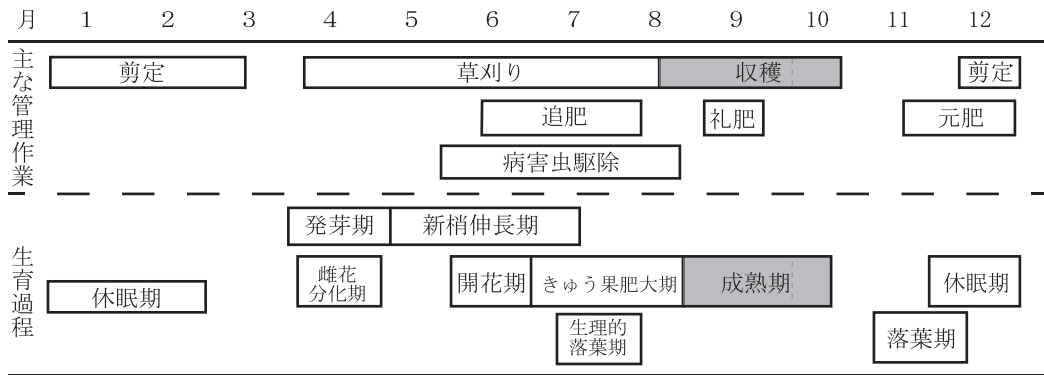 月 1 2 3 4 5 6 7 8 9 10 11 12
主な管理作業
剪定 草刈り 収穫 剪定
追肥 礼肥 元肥
病害虫駆除
生育過程
発芽期 新梢伸長期
雌花
分化期
開花期 きゅう果肥大期 成熟期 休眠期
休眠期
生理的
落葉期
落葉期